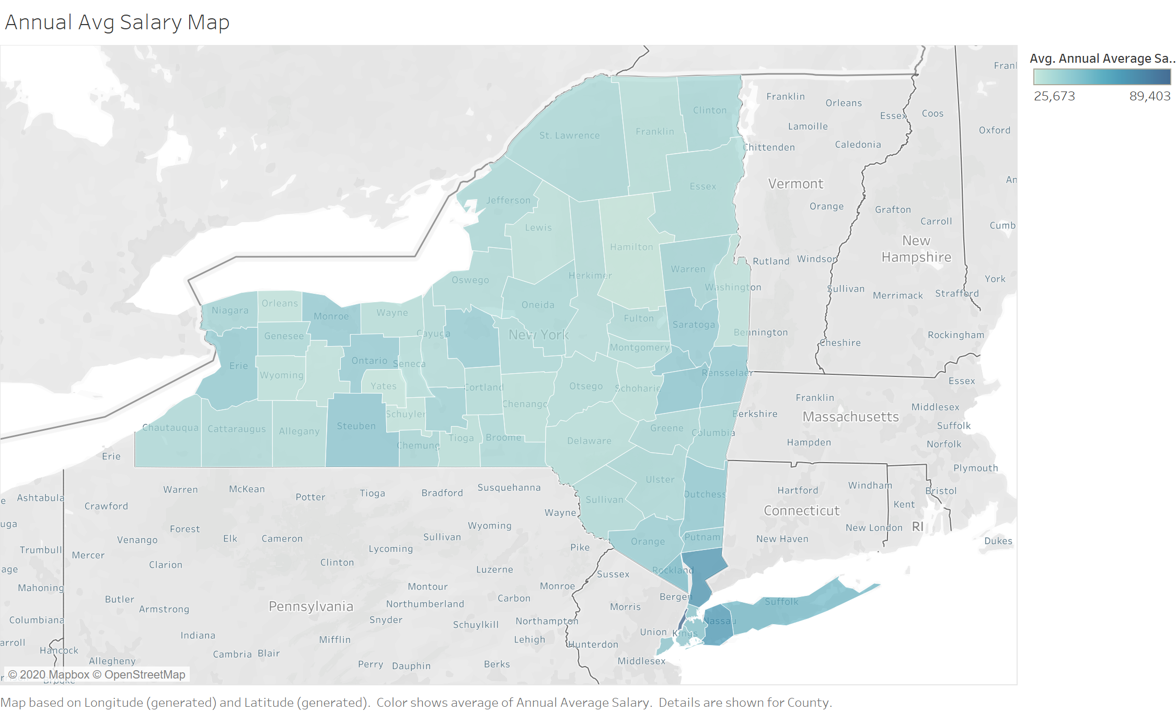 Annual Avg Salary Map
Avg. Annual Average Sa..
25,673 89,403
Franklin
Clinton
St. Lawrence
Franklin
Orleans
Essex
Coos
Lamoille
Oxford
Chittenden
Caledonia
Essex
Vermont
Jefferson
Orange
Grafton
Carroll
Lewis
Hamilton
New
Hampshire
Cumb
Warren
Rutland
Windsor
Oswego
Herkimer
York
Washington
Sullivan
Merrimack
Strafford
Orleans
Niagara
Monroe
Wayne
Oneida
Fulton
Saratoga
Bennington
Rockingham
Genesee
Cayuga
New York
Montgomery
Cheshire
Erie
Ontario
Seneca
Wyoming
Yates
Cortland
Otsego
Schoharie
Rensselaer
Essex
Franklin
Middlesex
Schuyler
Chenango
Berkshire
Massachusetts
Suffolk
Chautauqua
Cattaraugus
Allegany
Steuben
Chemung
Tioga
Broome
Delaware
Greene
Columbia
Hampden
Norfolk
Erie
Plymouth
Ulster
Warren
McKean
Potter
Tioga
Bradford
Susquehanna
Sullivan
Dutchess
Hartford
Windham
Bristol
Ashtabula
Crawford
Wayne
Connecticut
Kent
Forest
Wyoming
New London
RI
Venango
Elk
Cameron
Sullivan
Orange
Putnam
New Haven
Dukes
Trumbull
Mercer
Lycoming
Pike
Clarion
Clinton
Luzerne
Sussex
Rockland
Mahoning
Montour
Monroe
Bergen
Butler
Armstrong
Pennsylvania
Northumberland
Carbon
Morris
Suffolk
Columbiana
Snyder
Schuylkill
Northampton
Nassau
Indiana
Mifflin
Lehigh
Hunterdon
Union
Kings
Hancock
Cambria
Blair
Allegheny
Perry
Dauphin
Berks
Middlesex
© 2020 Mapbox © OpenStreetMap
Map based on Longitude (generated) and Latitude (generated). Color shows average of Annual Average Salary. Details are shown for County.